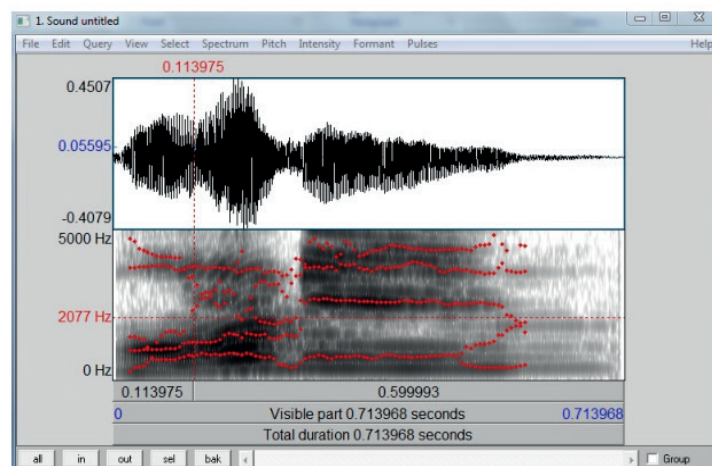 1. Sound untitled
File Edit Query View Select Spectrum Pitch Intensity Formant Pulses Help
0.113975
0.4507
0.05595
-0.4079
5000 Hz
2077 Hz
0 Hz
0.113975 0.599993
0 Visible part 0.713968 seconds 0.713968
Total duration 0.713968 seconds
all in out sel bak Group